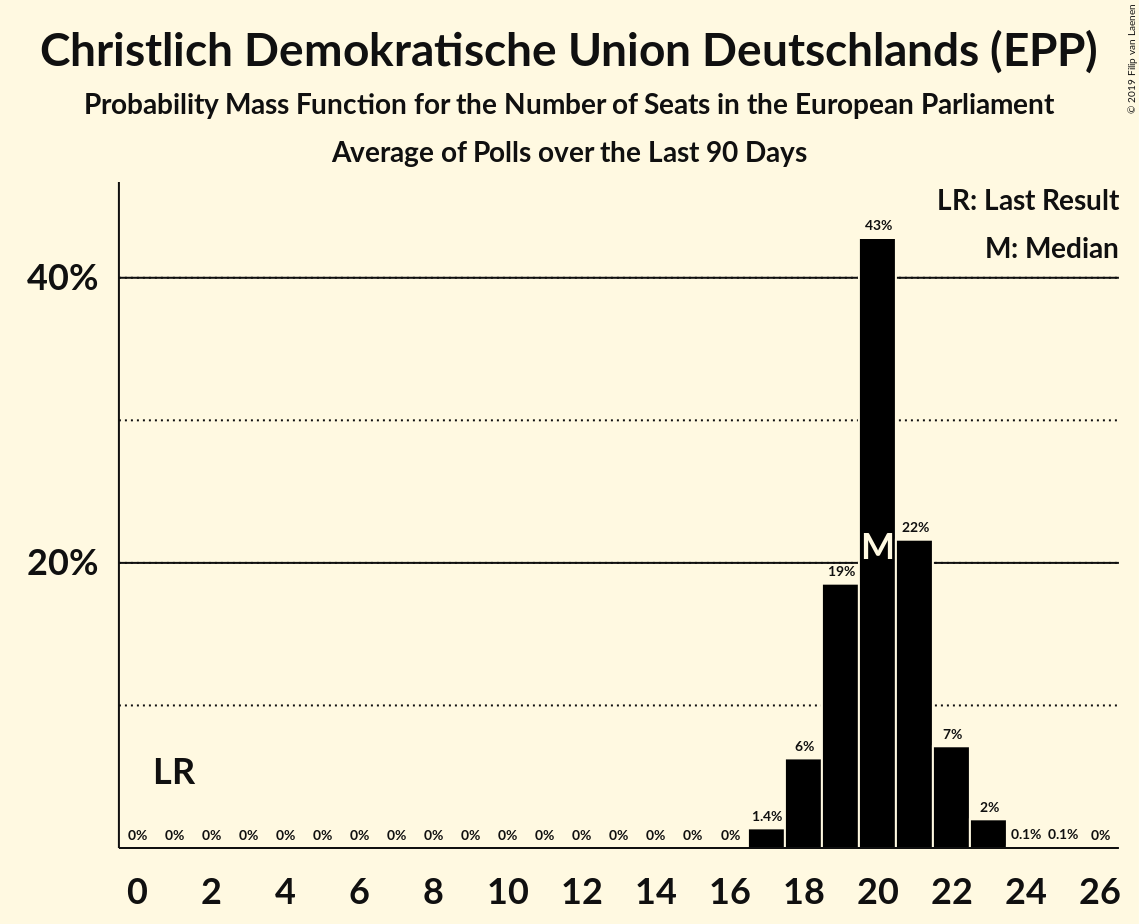 Christlich Demokratische Union Deutschlands (EPP)
Probability Mass Function for the Number of Seats in the European Parliament
Average of Polls over the Last 90 Days
© 2019 Filip van Laenen
LR: Last Result
M: Median
43%
40%
22%
M
20%
19%
7%
6%
LR
2%
1.4%
0% 0% 0% 0% 0% 0% 0% 0% 0% 0% 0% 0% 0% 0% 0% 0% 0% 0.1% 0.1% 0%
0 2 4 6 8 10 12 14 16 18 20 22 24 26